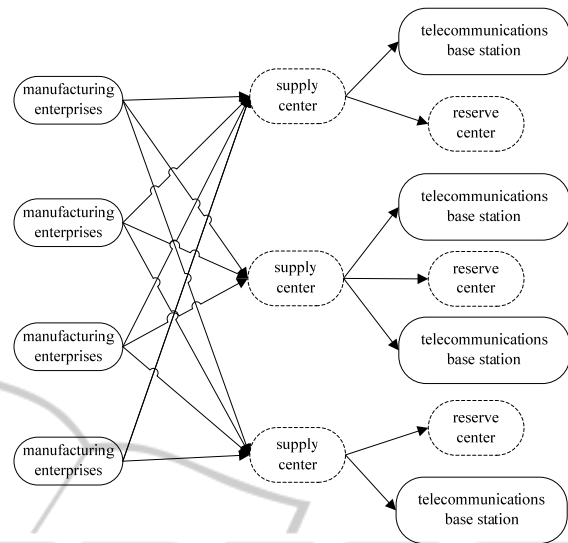 manufacturing
enterprises
manufacturing
enterprises
manufacturing
enterprises
manufacturing
enterprises
supply
center
supply
center
supply
center
telecommunications
base station
reserve
center
telecommunications
base station
reserve
center
telecommunications
base station
reserve
center
telecommunications
base station